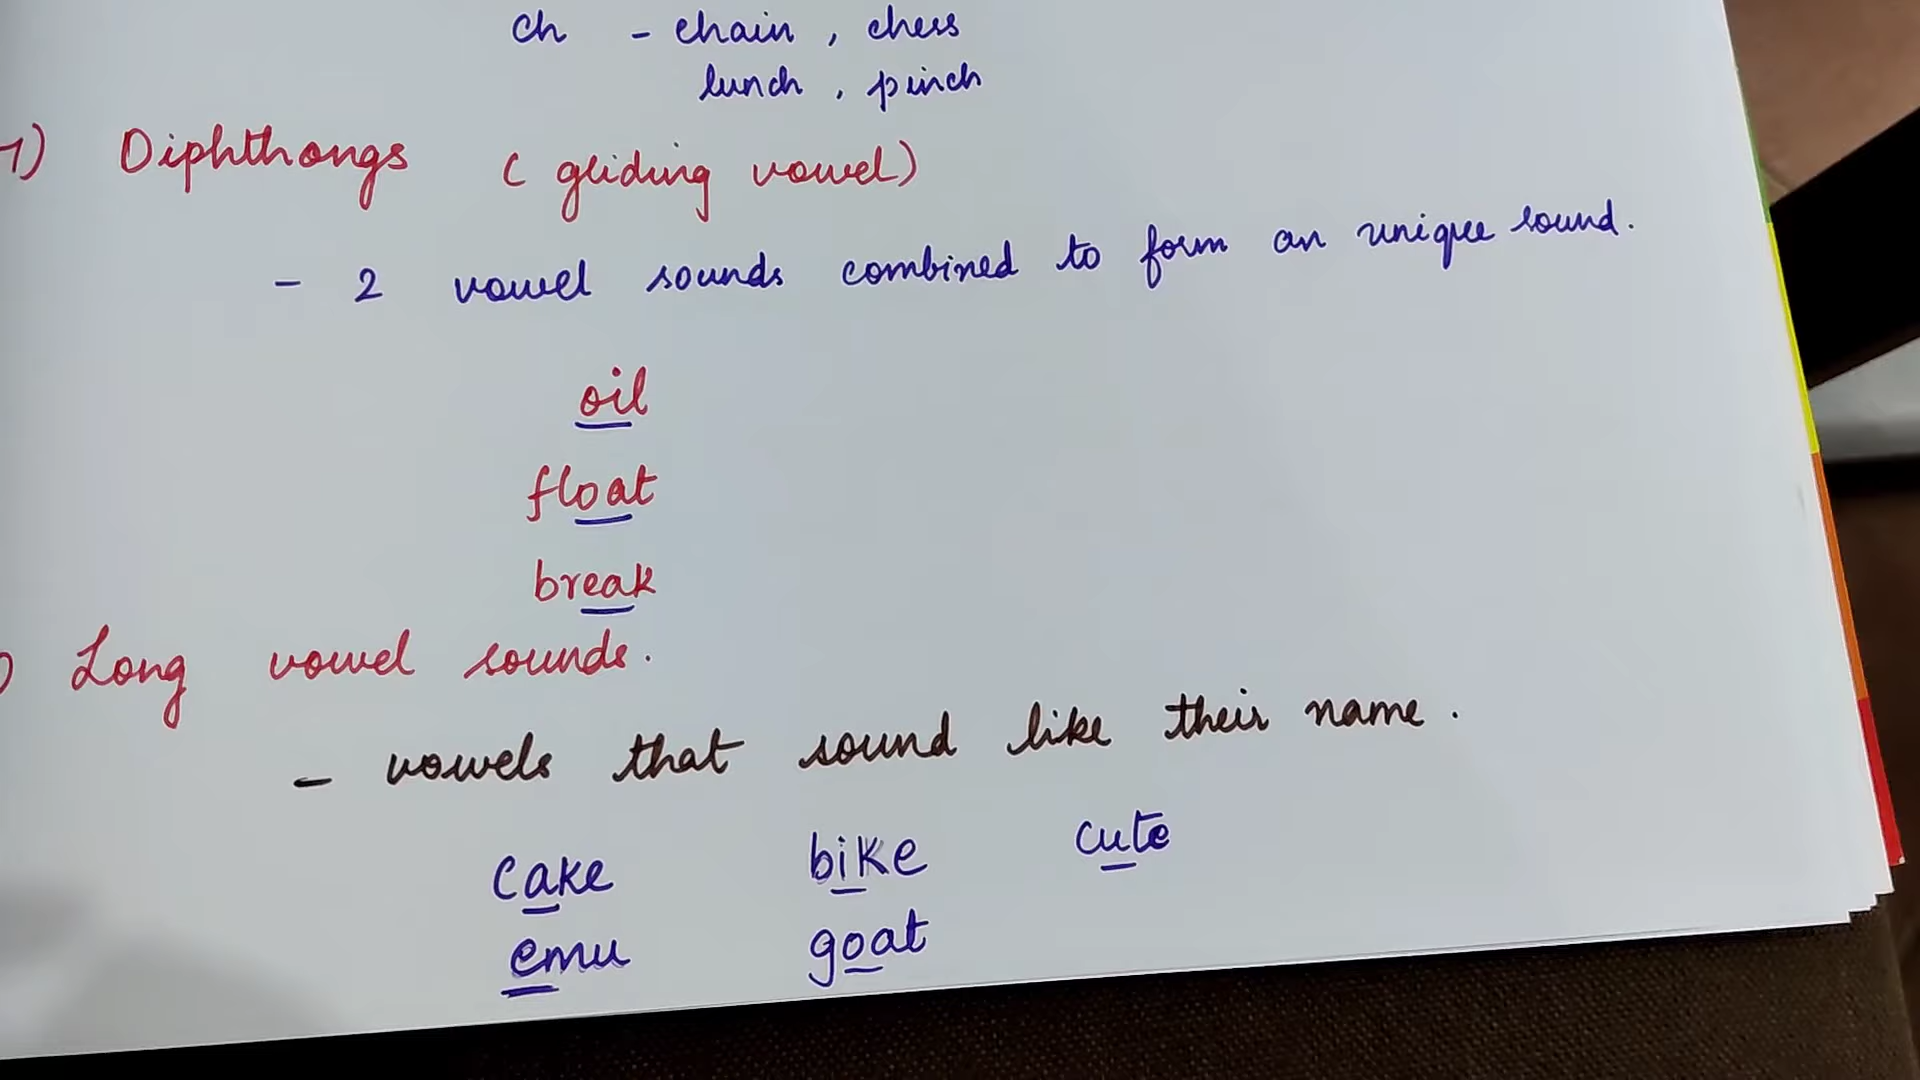 ch - chain , chess
lunch , pinch
7) Diphthongs ( gliding vowel)
- 2 vowel sounds combined to form an unique sound.
oil
float
break
) Long vowel sounds.
- vowels that sound like their name .
cake bike cute
emu goat